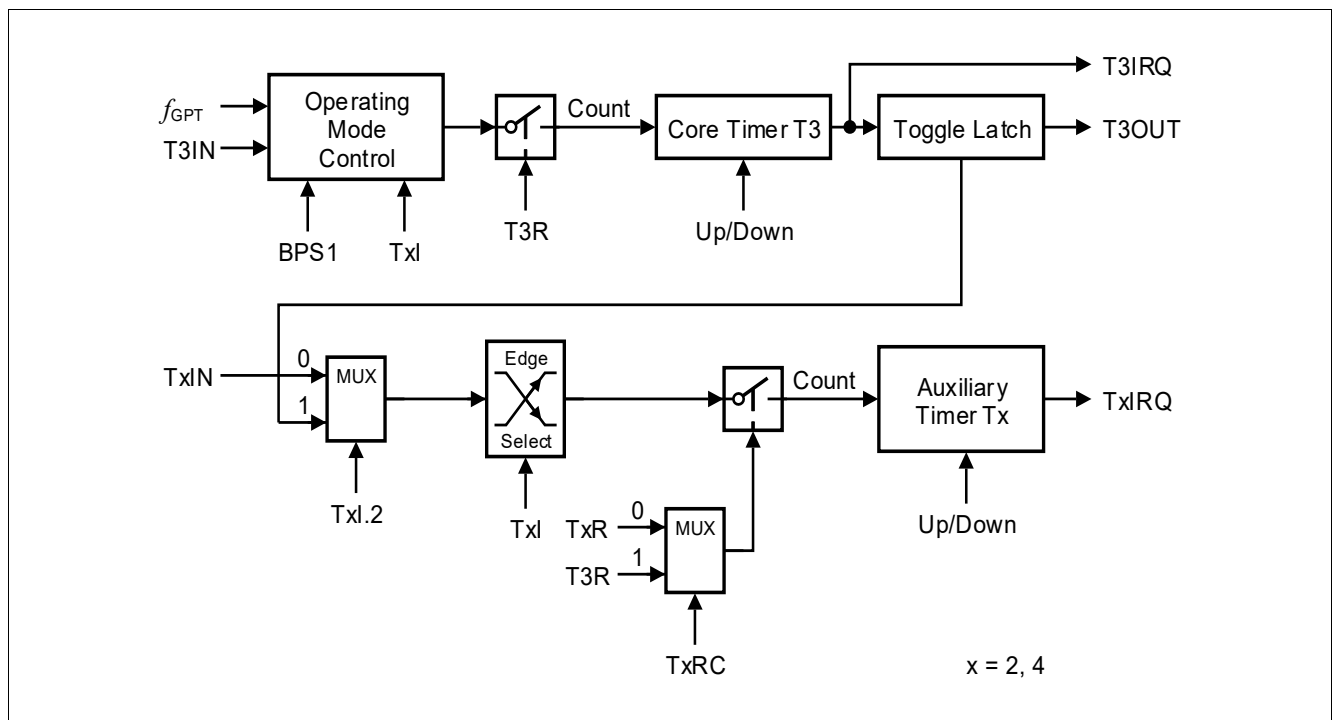 T3IRQ
fGPT
T3IN
Operating
Mode
Control
Count
Core Timer T3
Toggle Latch
T3OUT
BPS1
TxI
T3R
Up/Down
TxIN
0
1
MUX
TxI.2
Edge
Select
TxI
Count
Auxiliary
Timer Tx
TxIRQ
Up/Down
TxR
0
T3R
1
MUX
TxRC
x = 2, 4